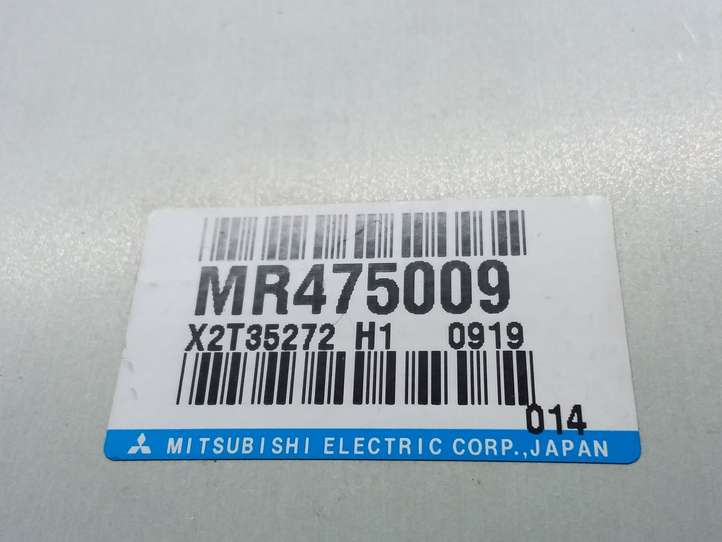 MR475009
X2T35272 H1 0919
014
MITSUBISHI ELECTRIC CORP.,JAPAN